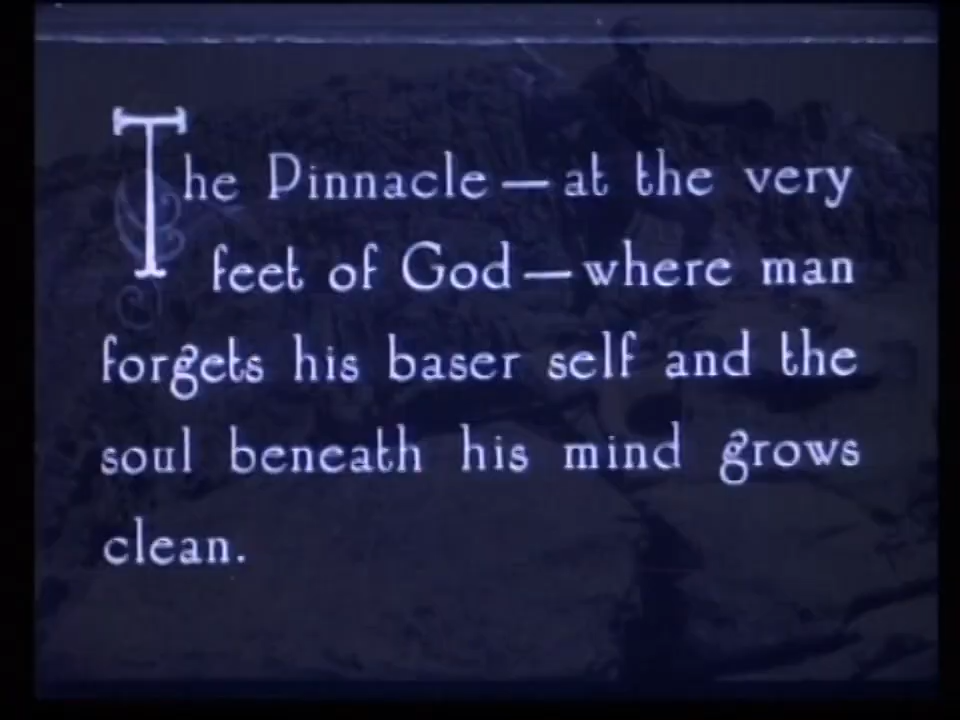 The Pinnacle — at the very
feet of God — where man
forgets his baser self and the
soul beneath his mind grows
clean.